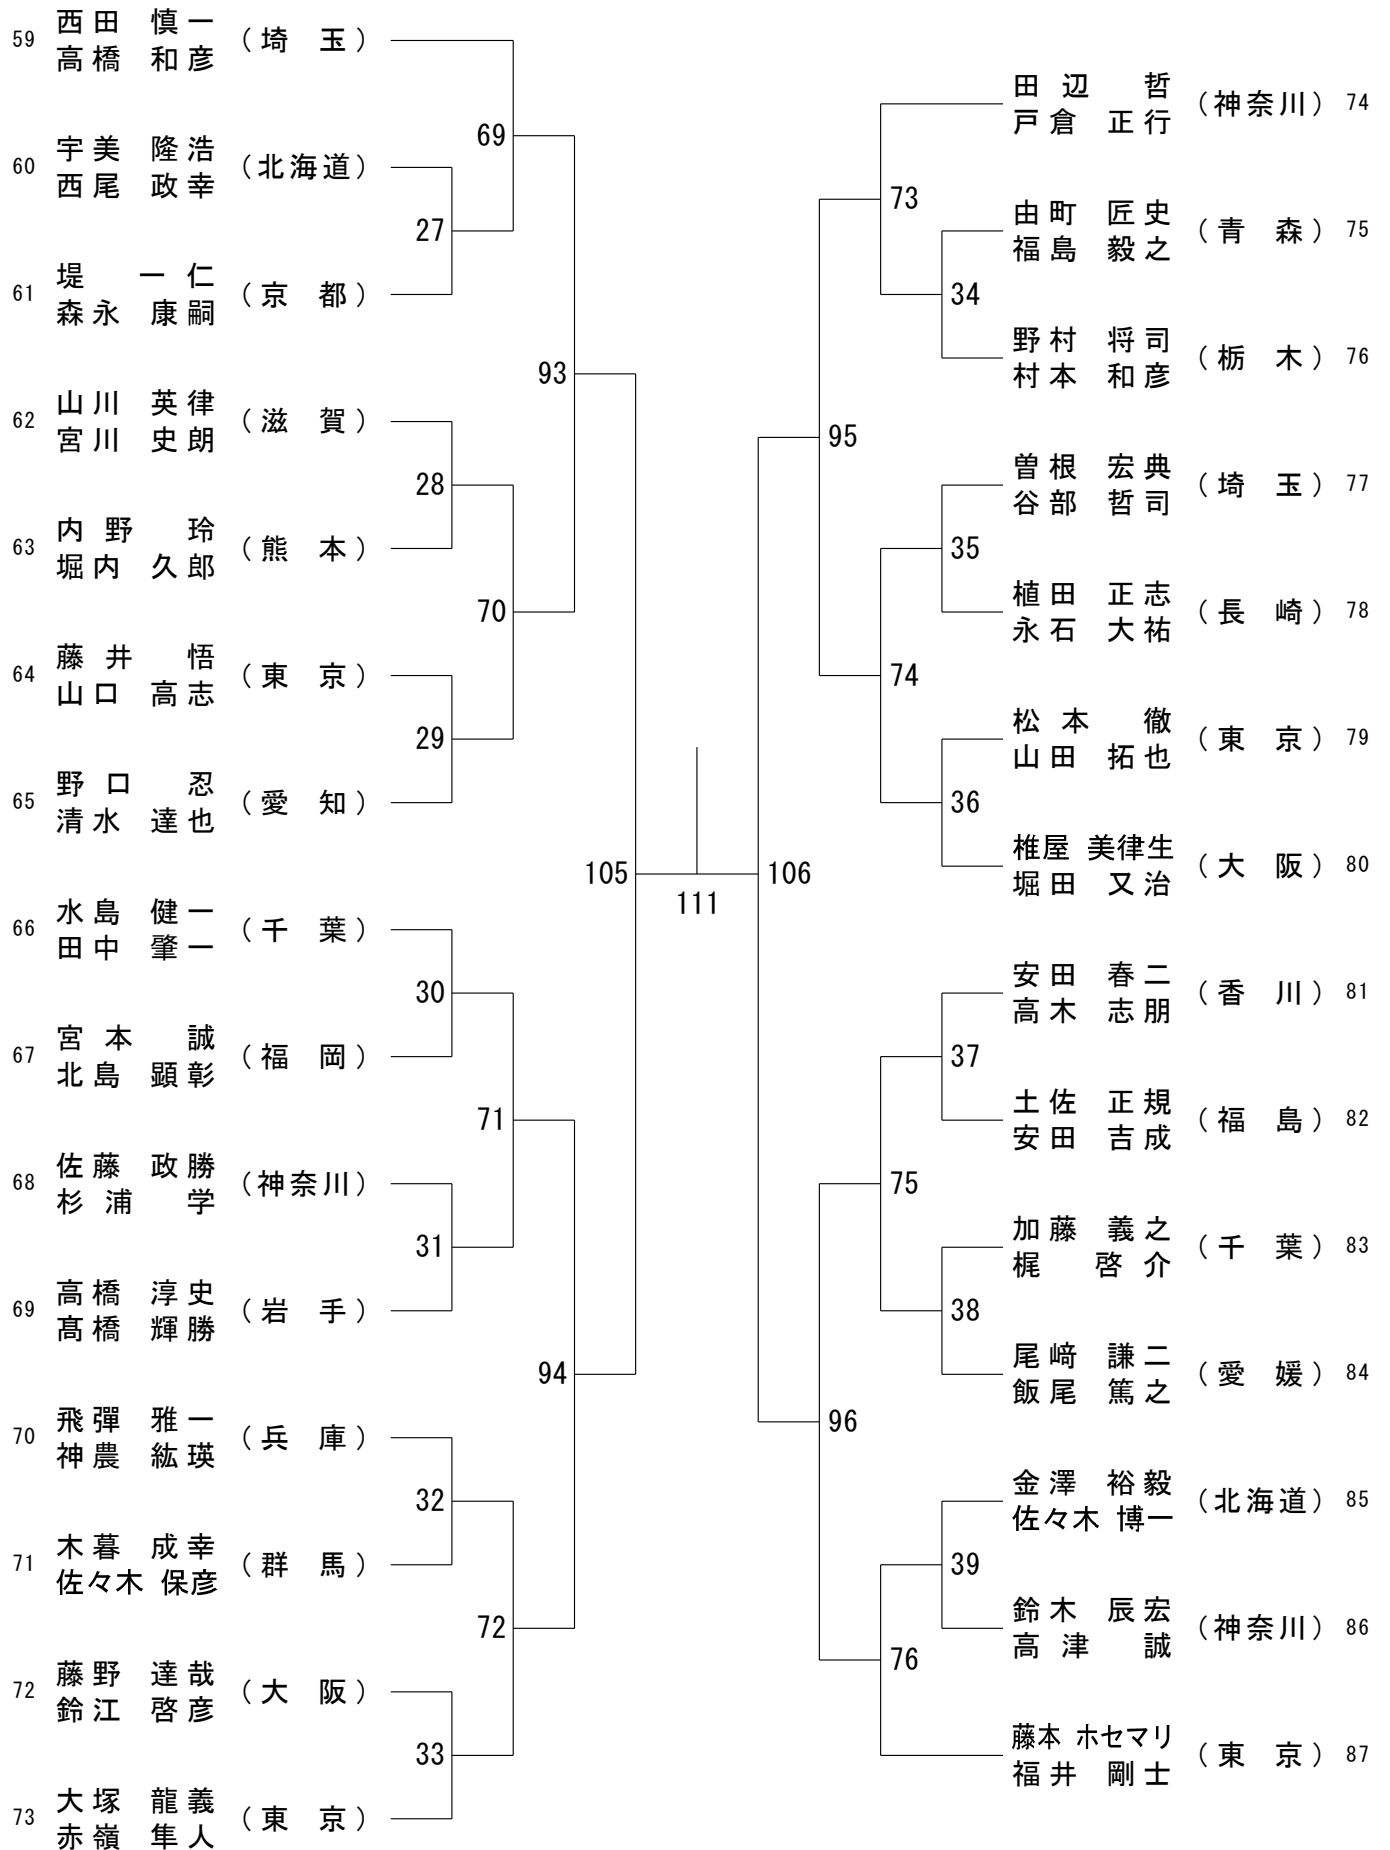 59 西田 慎一 (埼 玉)
高橋 和彦
69
60 宇美 隆浩 (北海道)
西尾 政幸
27
61 堤 一仁 (京 都)
森永 康嗣
93
62 山川 英律 (滋 賀)
宮川 史朗
28
63 内野 玲 (熊 本)
堀内 久郎
70
64 藤井 悟 (東 京)
山口 高志
29
65 野口 忍 (愛 知)
清水 達也
105
66 水島 健一 (千 葉)
田中 肇一
30
67 宮本 誠 (福 岡)
北島 顕彰
71
68 佐藤 政勝 (神奈川)
杉浦 学
31
69 高橋 淳史 (岩 手)
髙橋 輝勝
94
70 飛彈 雅一 (兵 庫)
神農 紘瑛
32
71 木暮 成幸 (群 馬)
佐々木 保彦
72
72 藤野 達哉 (大 阪)
鈴江 啓彦
33
73 大塚 龍義 (東 京)
赤嶺 隼人
111
田辺 哲 (神奈川) 74
戸倉 正行
73
由町 匠史 (青 森) 75
福島 毅之
34
野村 将司 (栃 木) 76
村本 和彦
95
曽根 宏典 (埼 玉) 77
谷部 哲司
35
植田 正志 (長 崎) 78
永石 大祐
74
松本 徹 (東 京) 79
山田 拓也
36
椎屋 美律生 (大 阪) 80
堀田 又治
106
安田 春二 (香 川) 81
高木 志朋
37
土佐 正規 (福 島) 82
安田 吉成
75
加藤 義之 (千 葉) 83
梶 啓介
38
尾﨑 謙二 (愛 媛) 84
飯尾 篤之
96
金澤 裕毅 (北海道) 85
佐々木 博一
39
鈴木 辰宏 (神奈川) 86
高津 誠
76
藤本 ホセマリ (東 京) 87
福井 剛士